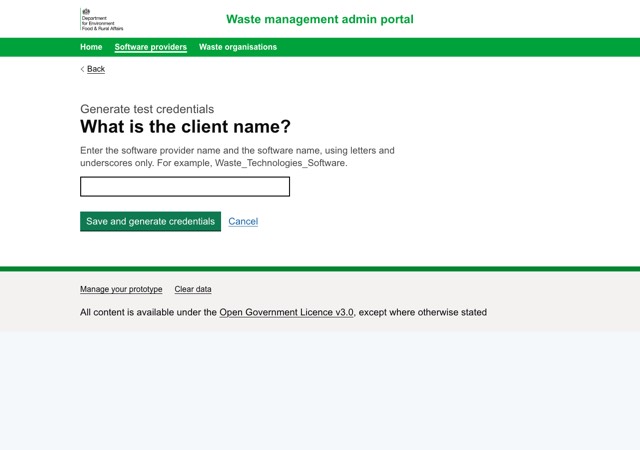 Department
for Environment
Food & Rural Affairs
Waste management admin portal
Home Software providers Waste organisations
Back
Generate test credentials
What is the client name?
Enter the software provider name and the software name, using letters and
underscores only. For example, Waste_Technologies_Software.
Save and generate credentials Cancel
Manage your prototype Clear data
All content is available under the Open Government Licence v3.0, except where otherwise stated